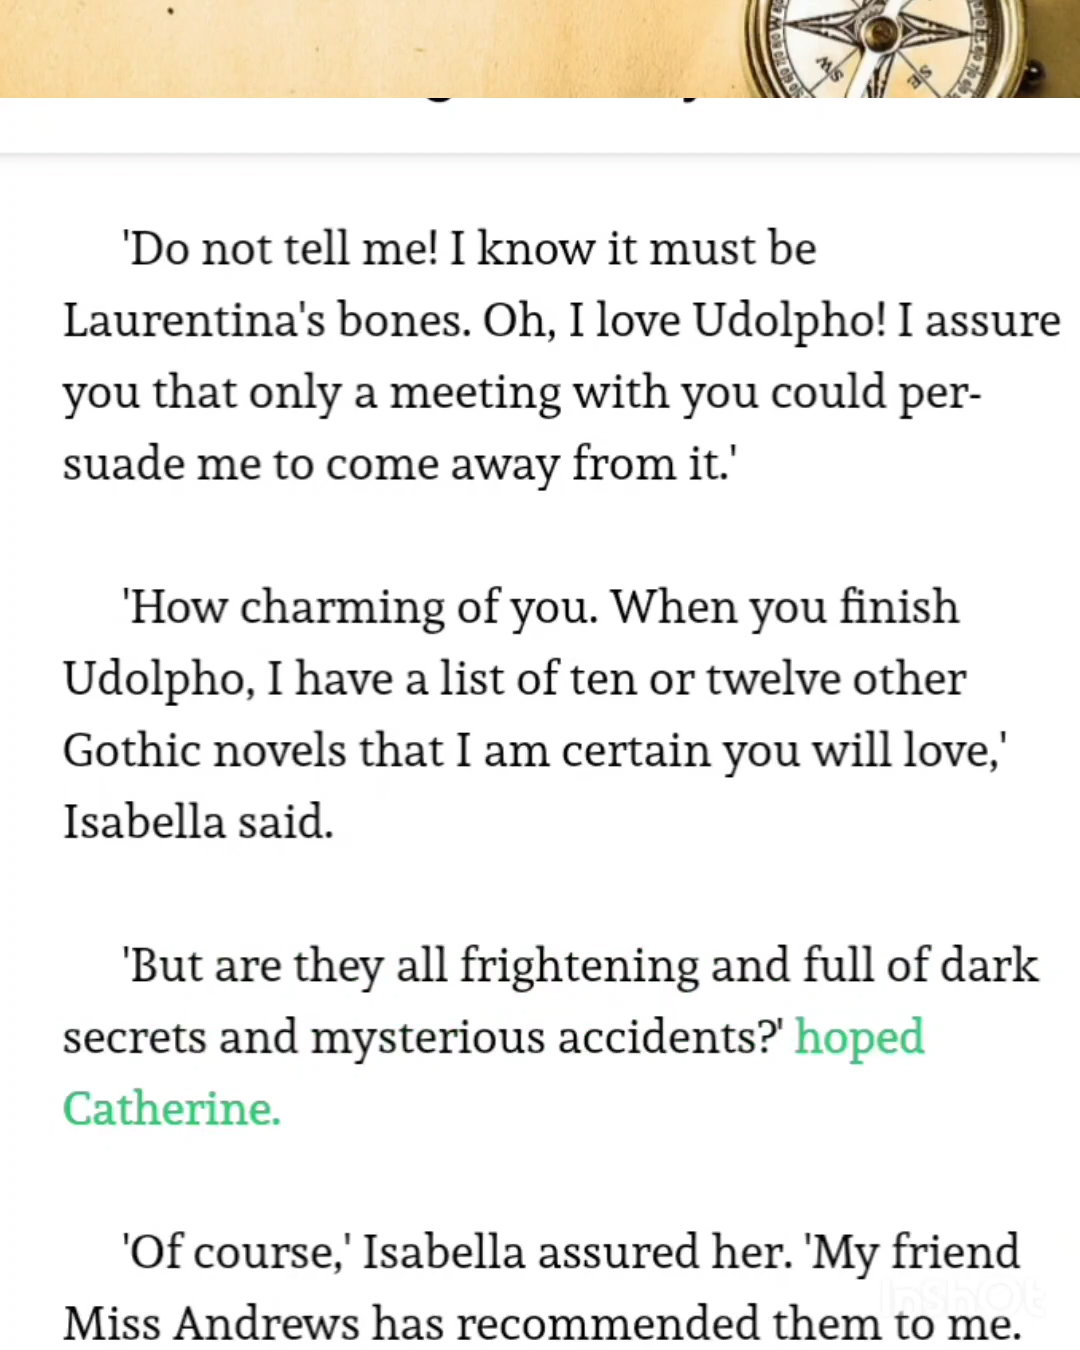 'Do not tell me! I know it must be
Laurentina's bones. Oh, I love Udolpho! I assure
you that only a meeting with you could per-
suade me to come away from it.'
'How charming of you. When you finish
Udolpho, I have a list of ten or twelve other
Gothic novels that I am certain you will love,'
Isabella said.
'But are they all frightening and full of dark
secrets and mysterious accidents?' hoped
Catherine.
'Of course,' Isabella assured her. 'My friend
InShOt
Miss Andrews has recommended them to me.